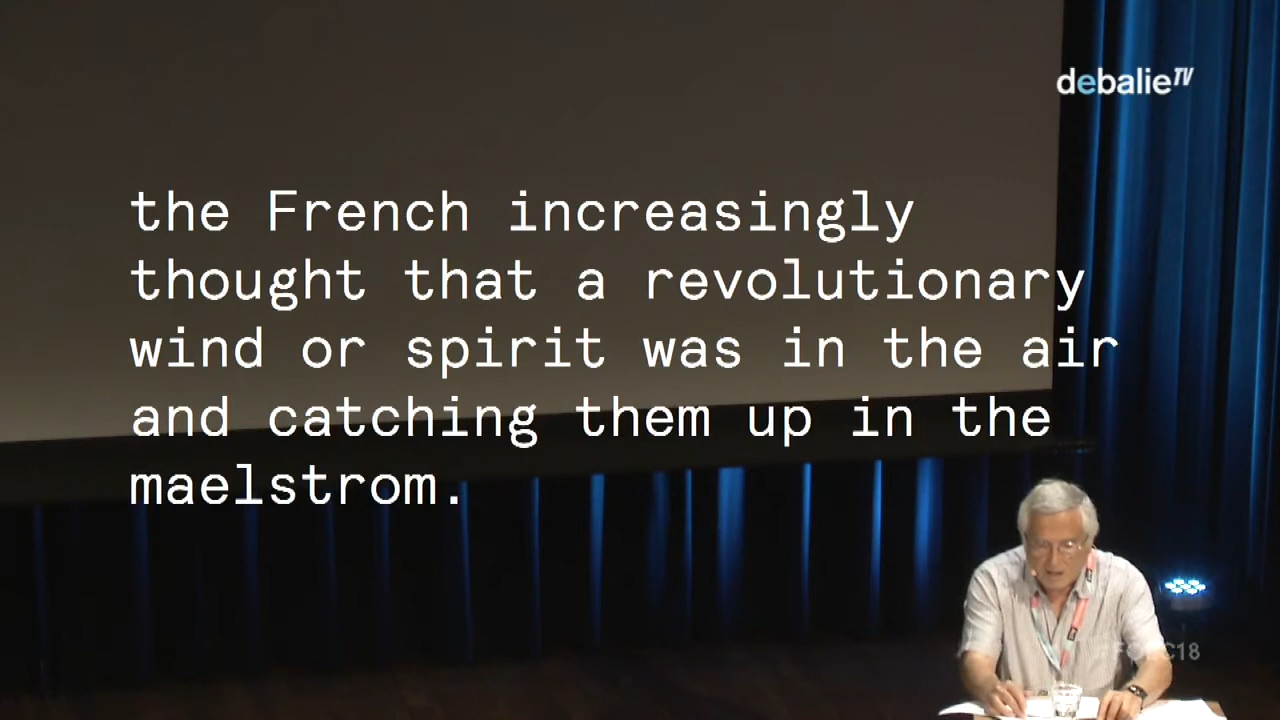 debalieTV
the French increasingly
thought that a revolutionary
wind or spirit was in the air
and catching them up in the
maelstrom.